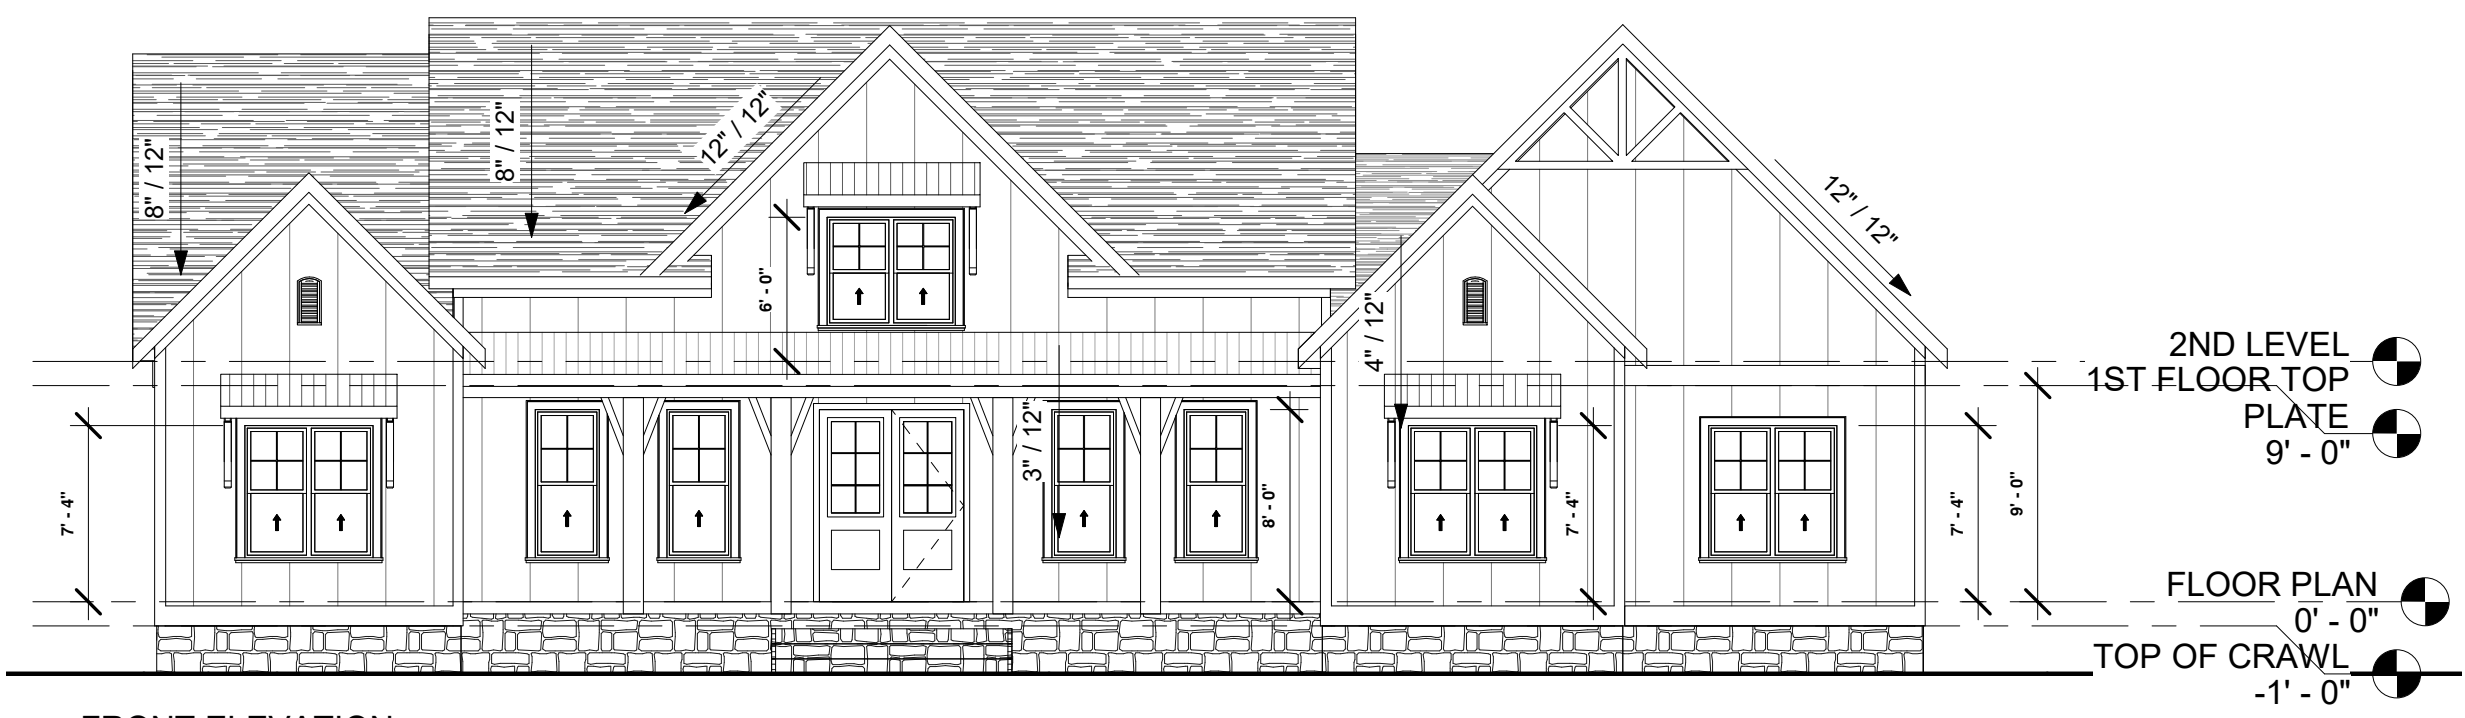 8" / 12"
8" / 12"
12" / 12"
12" / 12"
6' - 0"
4" / 12"
3" / 12"
7' - 4"
8' - 0"
7' - 4"
7' - 4"
9' - 0"
2ND LEVEL
1ST FLOOR TOP
PLATE
9' - 0"
FLOOR PLAN
0' - 0"
TOP OF CRAWL
-1' - 0"
FRONT ELEVATION